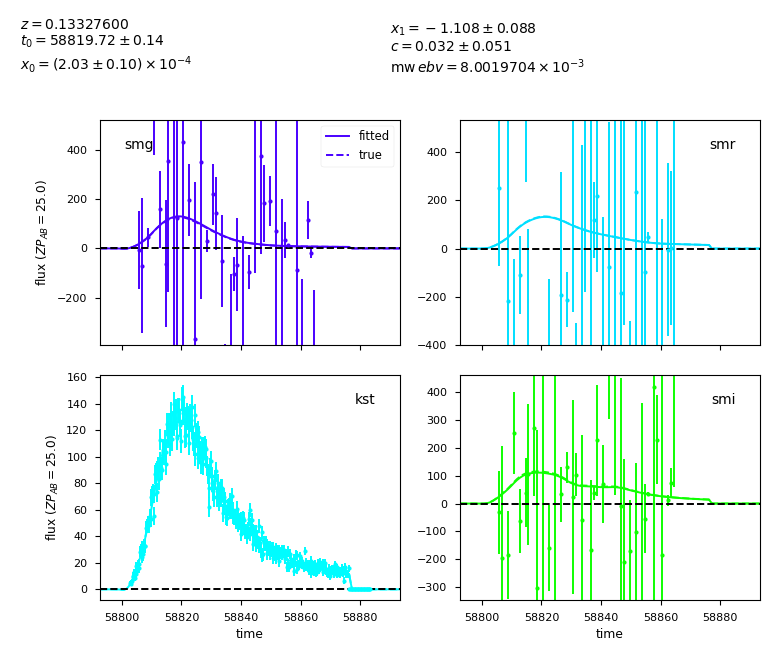 z = 0.13327600
t₀ = 58819.72 ± 0.14
x₀ = (2.03 ± 0.10) × 10⁻⁴
x₁ = −1.108 ± 0.088
c = 0.032 ± 0.051
mw ebv = 8.0019704 × 10⁻³
smg
fitted
true
400
200
0
−200
flux (ZP_AB = 25.0)
smr
400
200
0
−200
−400
kst
160
140
120
100
80
60
40
20
0
flux (ZP_AB = 25.0)
58800 58820 58840 58860 58880
time
smi
400
300
200
100
0
−100
−200
−300
58800 58820 58840 58860 58880
time